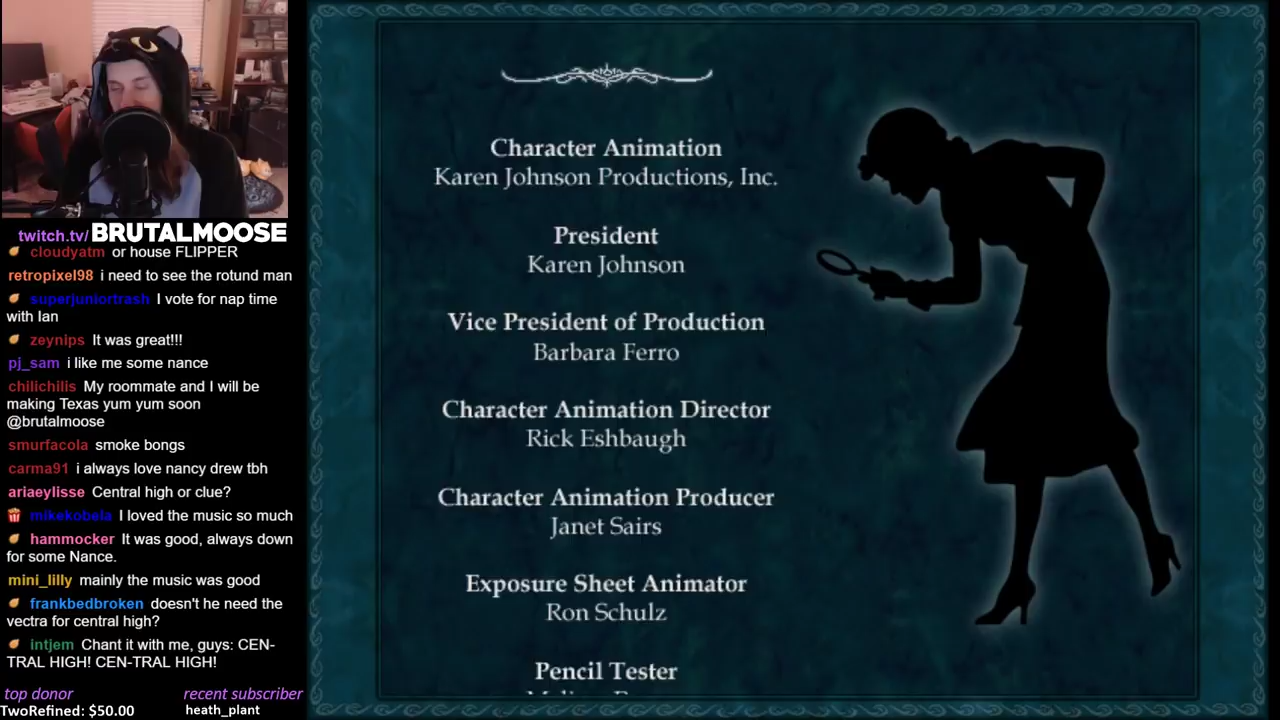 twitch.tv/BRUTALMOOSE
cloudyatm or house FLIPPER
retropixel98 i need to see the rotund man
superjuniortrash I vote for nap time
with Ian
zeynips It was great!!!
pj_sam i like me some nance
chilichilis My roommate and I will be
making Texas yum yum soon
@brutalmoose
smurfacola smoke bongs
carma91 i always love nancy drew tbh
ariaeylisse Central high or clue?
mikekobela I loved the music so much
hammocker It was good, always down
for some Nance.
mini_lilly mainly the music was good
frankbedbroken doesn't he need the
vectra for central high?
intjem Chant it with me, guys: CEN-
TRAL HIGH! CEN-TRAL HIGH!
top donor
TwoRefined: $50.00
recent subscriber
heath_plant
Character Animation
Karen Johnson Productions, Inc.
President
Karen Johnson
Vice President of Production
Barbara Ferro
Character Animation Director
Rick Eshbaugh
Character Animation Producer
Janet Sairs
Exposure Sheet Animator
Ron Schulz
Pencil Tester